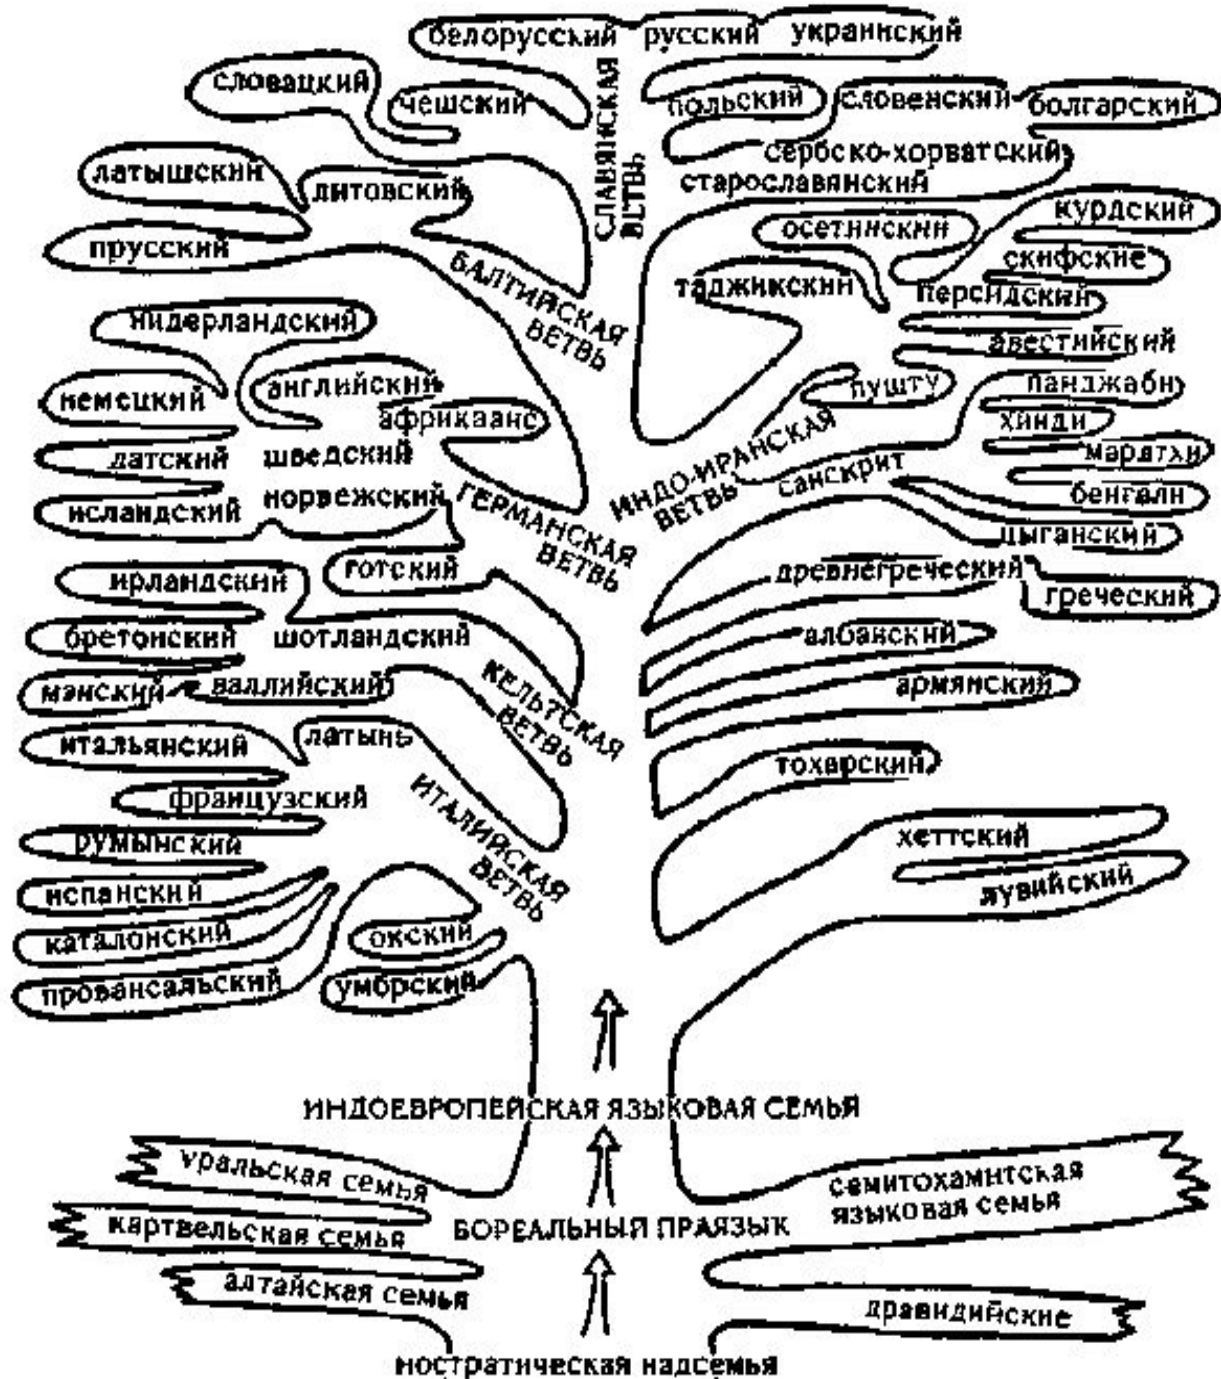 белорусский русский украинский
словацкий
чешский
польский
словенский
болгарский
СЛАВЯНСКАЯ
ВЕТВЬ
сербско-хорватский
старославянский
латышский
литовский
прусский
БАЛТИЙСКАЯ
ВЕТВЬ
осетинский
курдский
скифские
таджикский
персидский
авестийский
пушту
панджаби
хинди
маратхи
бенгали
цыганский
санскрит
ИНДО-ИРАНСКАЯ
ВЕТВЬ
нидерландский
немецкий
английский
африкаанс
датский
шведский
исландский
норвежский
готский
ГЕРМАНСКАЯ
ВЕТВЬ
древнегреческий
греческий
албанский
армянский
тохарский
хеттский
лувийский
ирландский
бретонский
шотландский
мэнский
валлийский
КЕЛЬТСКАЯ
ВЕТВЬ
итальянский
латынь
французский
румынский
испанский
каталонский
провансальский
окский
умбрский
ИТАЛИЙСКАЯ
ВЕТВЬ
ИНДОЕВРОПЕЙСКАЯ ЯЗЫКОВАЯ СЕМЬЯ
уральская семья
картвельская семья
алтайская семья
БОРЕАЛЬНЫЙ ПРАЯЗЫК
семитохамитская
языковая семья
дравидийские
ностратическая надсемья